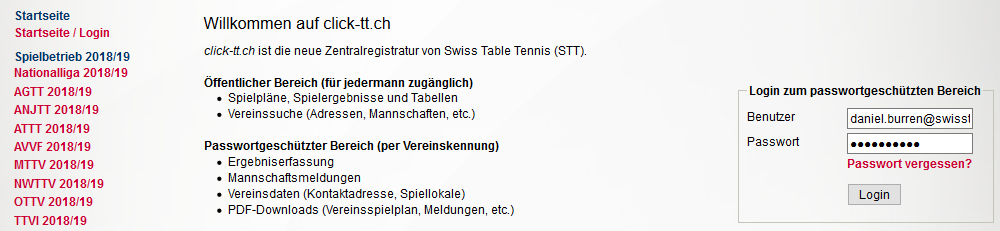 Startseite
Startseite / Login
Spielbetrieb 2018/19
Nationalliga 2018/19
AGTT 2018/19
ANJTT 2018/19
ATTT 2018/19
AVVF 2018/19
MTTV 2018/19
NWTTV 2018/19
OTTV 2018/19
TTVI 2018/19
Willkommen auf click-tt.ch
click-tt.ch ist die neue Zentralregistratur von Swiss Table Tennis (STT).
Öffentlicher Bereich (für jedermann zugänglich)
• Spielpläne, Spielergebnisse und Tabellen
• Vereinssuche (Adressen, Mannschaften, etc.)
Passwortgeschützter Bereich (per Vereinskennung)
• Ergebniserfassung
• Mannschaftsmeldungen
• Vereinsdaten (Kontaktadresse, Spiellokale)
• PDF-Downloads (Vereinsspielplan, Meldungen, etc.)
Login zum passwortgeschützten Bereich
Benutzer daniel.burren@swisst
Passwort ●●●●●●●●●●
Passwort vergessen?
Login